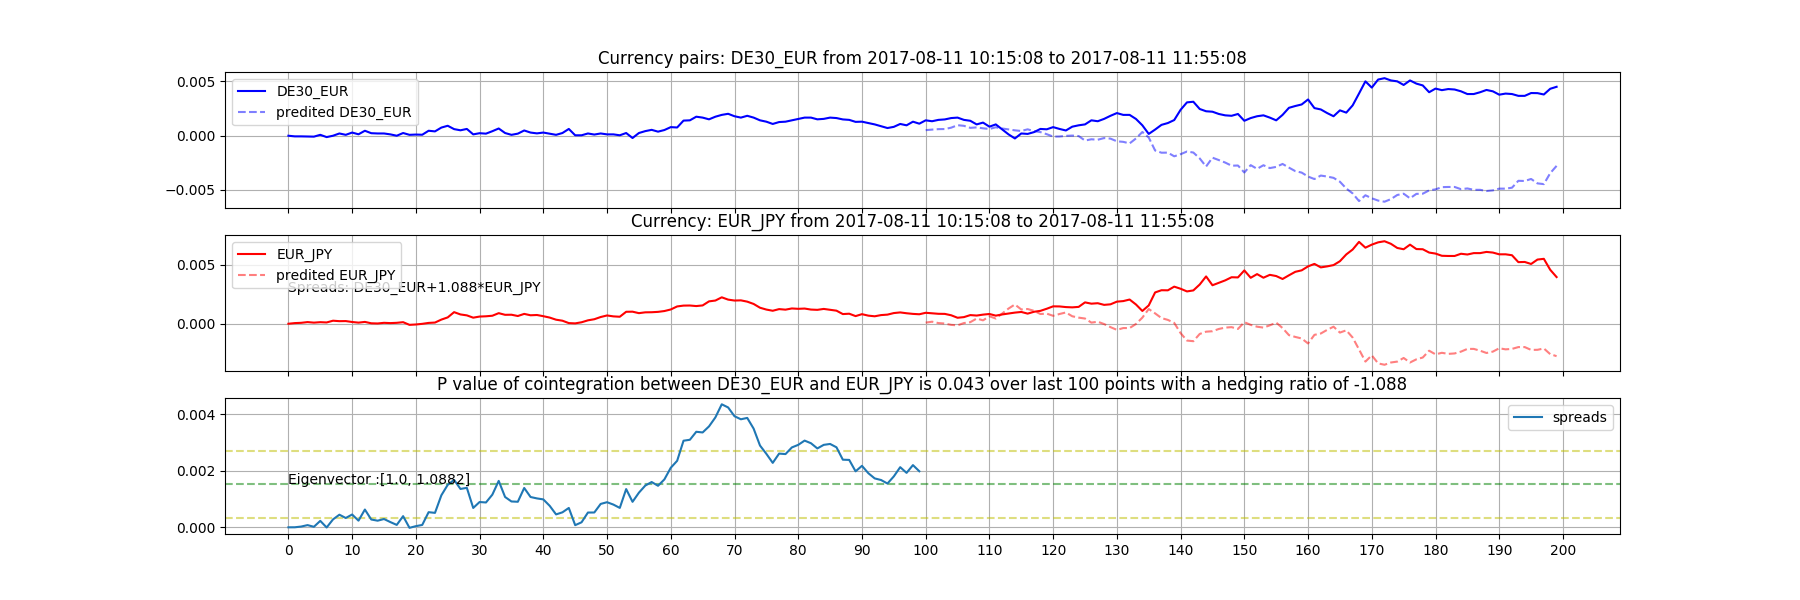 Currency pairs: DE30_EUR from 2017-08-11 10:15:08 to 2017-08-11 11:55:08
0.005
0.000
−0.005
DE30_EUR
predited DE30_EUR
Currency: EUR_JPY from 2017-08-11 10:15:08 to 2017-08-11 11:55:08
0.005
0.000
EUR_JPY
predited EUR_JPY
Spreads: DE30_EUR+1.088*EUR_JPY
P value of cointegration between DE30_EUR and EUR_JPY is 0.043 over last 100 points with a hedging ratio of -1.088
0.004
0.002
0.000
spreads
Eigenvector :[1.0, 1.0882]
0 10 20 30 40 50 60 70 80 90 100 110 120 130 140 150 160 170 180 190 200